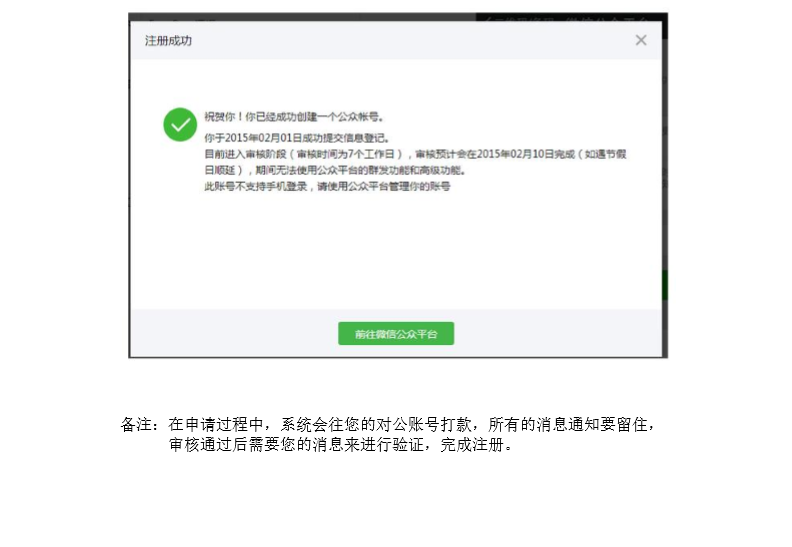 注册成功
祝贺你！你已经成功创建一个公众帐号。
你于2015年02月01日成功提交信息登记。
目前进入审核阶段（审核时间为7个工作日），审核预计会在2015年02月10日完成（如遇节假
日顺延），期间无法使用公众平台的群发功能和高级功能。
此账号不支持手机登录，请使用公众平台管理你的账号
前往微信公众平台
备注：在申请过程中，系统会往您的对公账号打款，所有的消息通知要留住，
审核通过后需要您的消息来进行验证，完成注册。